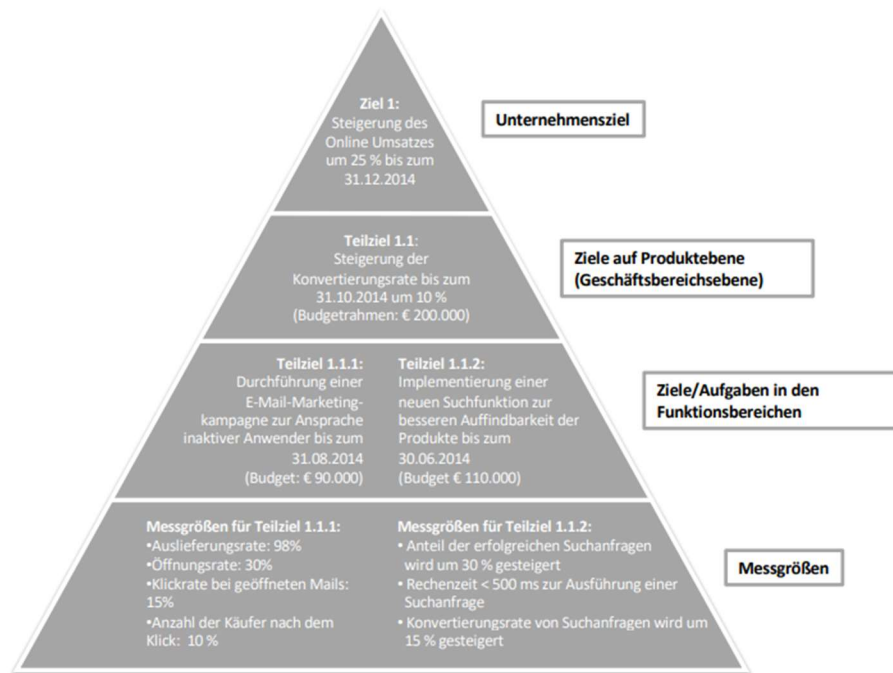 Ziel 1:
Steigerung des
Online Umsatzes
um 25 % bis zum
31.12.2014
Unternehmensziel
Teilziel 1.1:
Steigerung der
Konvertierungsrate bis zum
31.10.2014 um 10 %
(Budgetrahmen: € 200.000)
Ziele auf Produktebene
(Geschäftsbereichsebene)
Teilziel 1.1.1:
Durchführung einer
E-Mail-Marketing-
kampagne zur Ansprache
inaktiver Anwender bis zum
31.08.2014
(Budget: € 90.000)
Teilziel 1.1.2:
Implementierung einer
neuen Suchfunktion zur
besseren Auffindbarkeit der
Produkte bis zum
30.06.2014
(Budget € 110.000)
Ziele/Aufgaben in den
Funktionsbereichen
Messgrößen für Teilziel 1.1.1:
•Auslieferungsrate: 98%
•Öffnungsrate: 30%
•Klickrate bei geöffneten Mails:
15%
•Anzahl der Käufer nach dem
Klick: 10 %
Messgrößen für Teilziel 1.1.2:
• Anteil der erfolgreichen Suchanfragen
wird um 30 % gesteigert
• Rechenzeit < 500 ms zur Ausführung einer
Suchanfrage
• Konvertierungsrate von Suchanfragen wird um
15 % gesteigert
Messgrößen